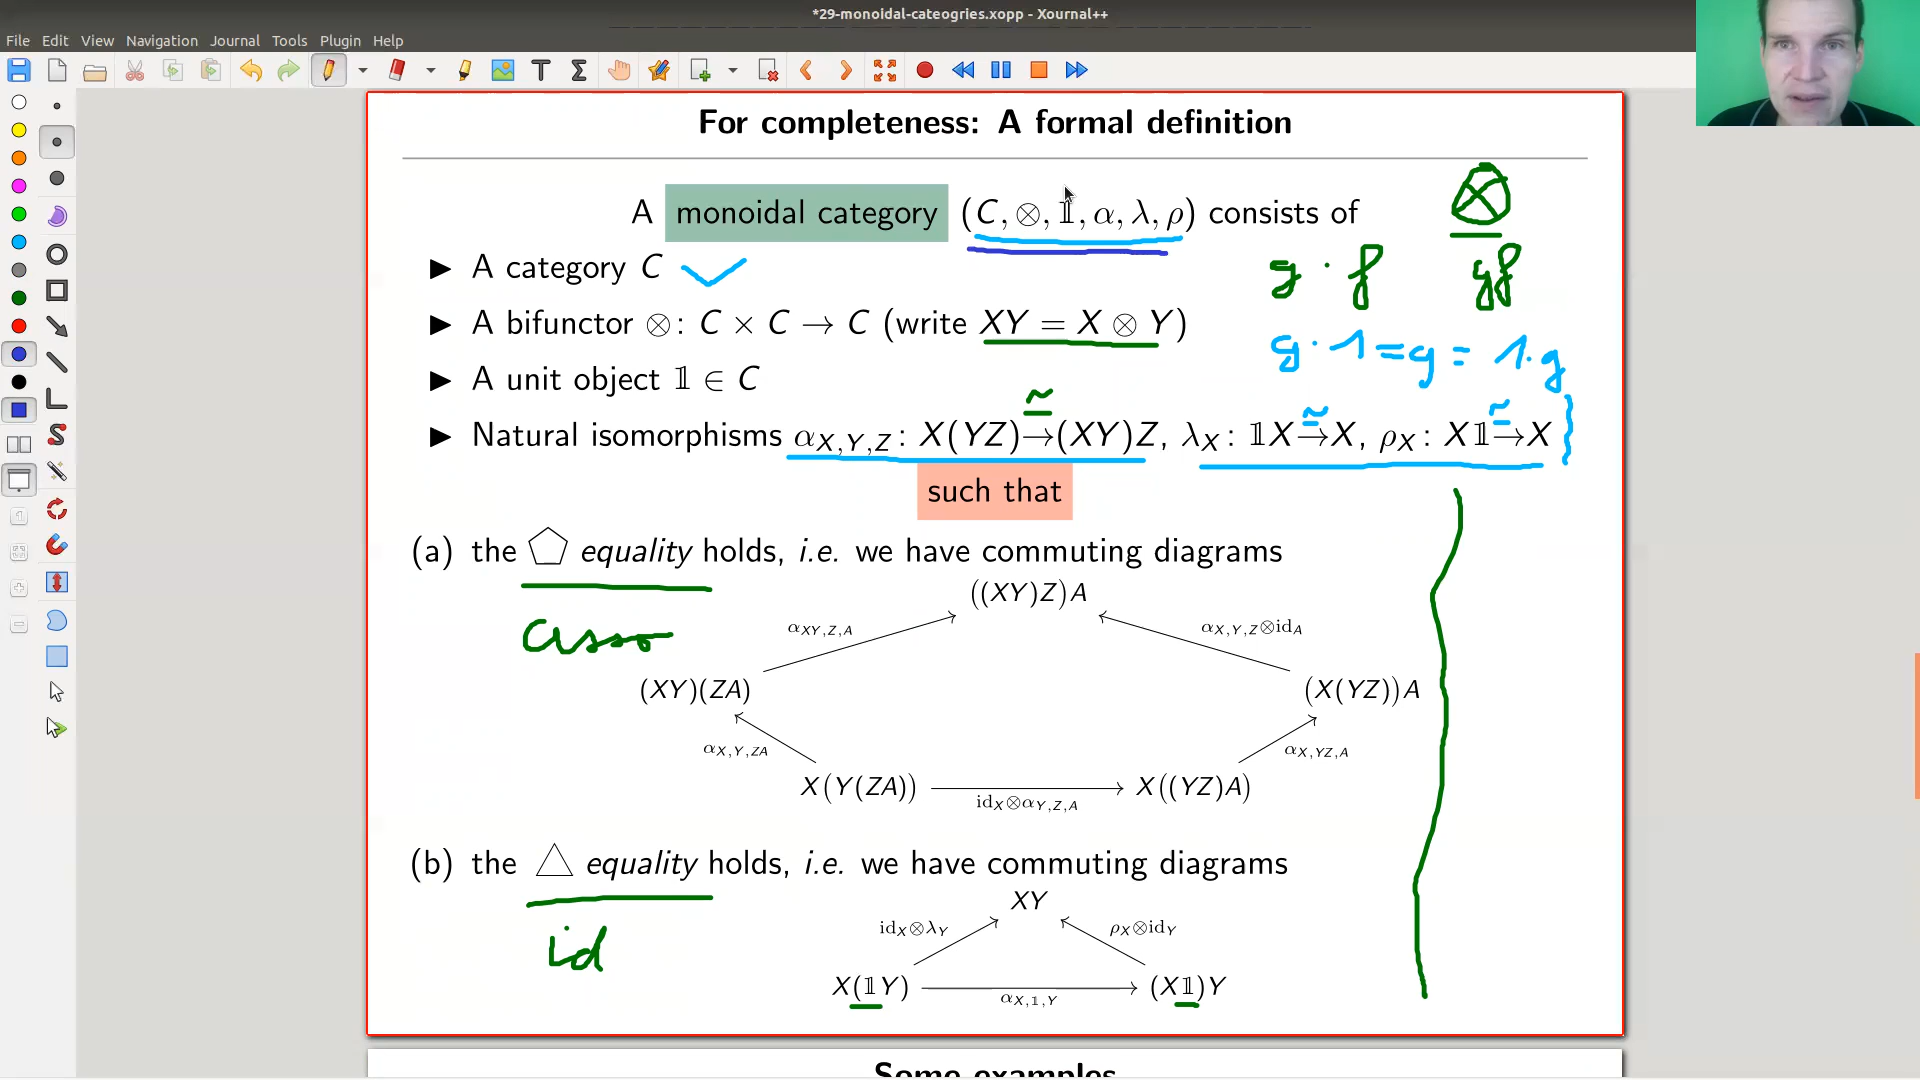 *29-monoidal-cateogries.xopp - Xournal++
File Edit View Navigation Journal Tools Plugin Help
For completeness: A formal definition
A monoidal category (C, ⊗, 𝟙, α, λ, ρ) consists of
⊗
▶ A category C ✓
g · f gf
▶ A bifunctor ⊗: C × C → C (write XY = X ⊗ Y)
g · 1 = g = 1 · g
▶ A unit object 𝟙 ∈ C
≅ ≅ ≅
▶ Natural isomorphisms α_{X,Y,Z}: X(YZ)→(XY)Z, λ_X: 𝟙X→X, ρ_X: X𝟙→X }
such that
(a) the ⬠ equality holds, i.e. we have commuting diagrams
asso
((XY)Z)A
α_{XY,Z,A} α_{X,Y,Z}⊗id_A
(XY)(ZA) (X(YZ))A
α_{X,Y,ZA} α_{X,YZ,A}
X(Y(ZA)) X((YZ)A)
id_X⊗α_{Y,Z,A}
(b) the △ equality holds, i.e. we have commuting diagrams
id
XY
id_X⊗λ_Y ρ_X⊗id_Y
X(𝟙Y) (X𝟙)Y
α_{X,𝟙,Y}
Some examples